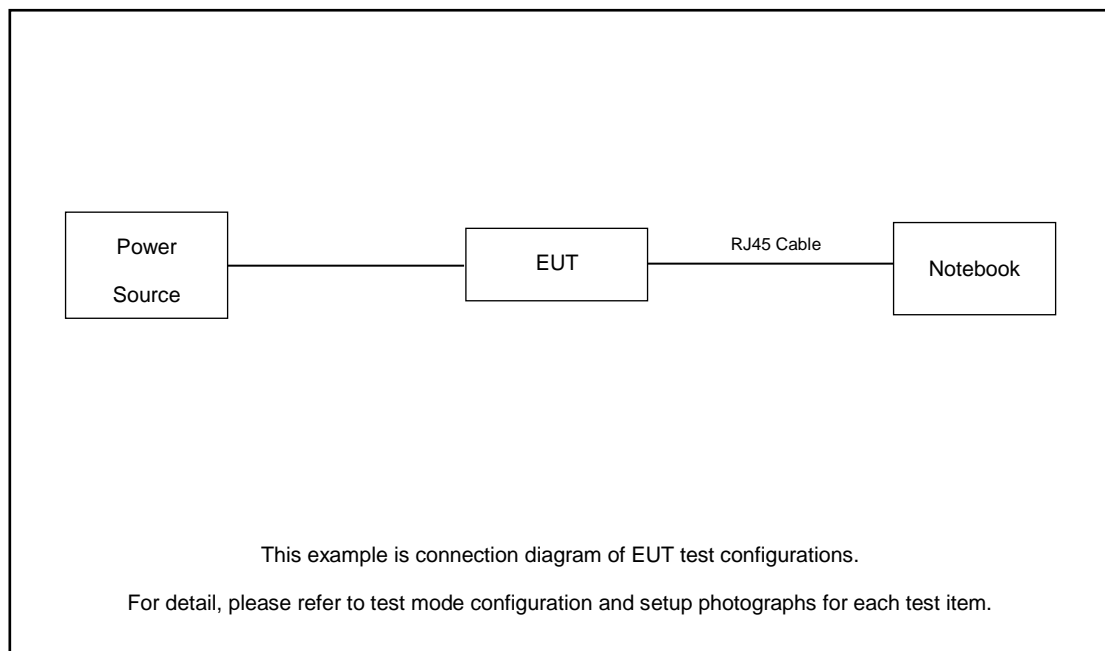 Power
Source
EUT
RJ45 Cable
Notebook
This example is connection diagram of EUT test configurations.
For detail, please refer to test mode configuration and setup photographs for each test item.